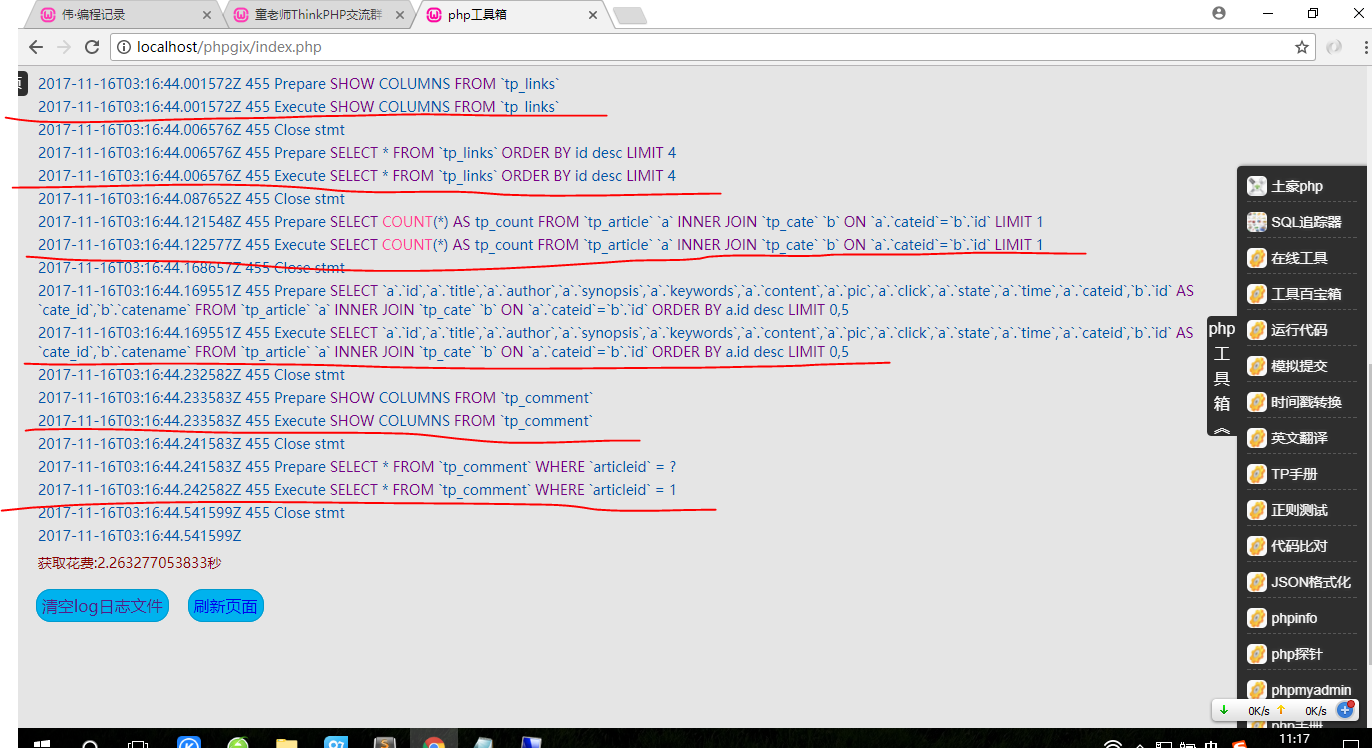 伟·编程记录
童老师ThinkPHP交流群
php工具箱
localhost/phpgix/index.php
2017-11-16T03:16:44.001572Z 455 Prepare SHOW COLUMNS FROM `tp_links`
2017-11-16T03:16:44.001572Z 455 Execute SHOW COLUMNS FROM `tp_links`
2017-11-16T03:16:44.006576Z 455 Close stmt
2017-11-16T03:16:44.006576Z 455 Prepare SELECT * FROM `tp_links` ORDER BY id desc LIMIT 4
2017-11-16T03:16:44.006576Z 455 Execute SELECT * FROM `tp_links` ORDER BY id desc LIMIT 4
2017-11-16T03:16:44.087652Z 455 Close stmt
2017-11-16T03:16:44.121548Z 455 Prepare SELECT COUNT(*) AS tp_count FROM `tp_article` `a` INNER JOIN `tp_cate` `b` ON `a`.`cateid`=`b`.`id` LIMIT 1
2017-11-16T03:16:44.122577Z 455 Execute SELECT COUNT(*) AS tp_count FROM `tp_article` `a` INNER JOIN `tp_cate` `b` ON `a`.`cateid`=`b`.`id` LIMIT 1
2017-11-16T03:16:44.168657Z 455 Close stmt
2017-11-16T03:16:44.169551Z 455 Prepare SELECT `a`.`id`,`a`.`title`,`a`.`author`,`a`.`synopsis`,`a`.`keywords`,`a`.`content`,`a`.`pic`,`a`.`click`,`a`.`state`,`a`.`time`,`a`.`cateid`,`b`.`id` AS
`cate_id`,`b`.`catename` FROM `tp_article` `a` INNER JOIN `tp_cate` `b` ON `a`.`cateid`=`b`.`id` ORDER BY a.id desc LIMIT 0,5
2017-11-16T03:16:44.169551Z 455 Execute SELECT `a`.`id`,`a`.`title`,`a`.`author`,`a`.`synopsis`,`a`.`keywords`,`a`.`content`,`a`.`pic`,`a`.`click`,`a`.`state`,`a`.`time`,`a`.`cateid`,`b`.`id` AS
`cate_id`,`b`.`catename` FROM `tp_article` `a` INNER JOIN `tp_cate` `b` ON `a`.`cateid`=`b`.`id` ORDER BY a.id desc LIMIT 0,5
2017-11-16T03:16:44.232582Z 455 Close stmt
2017-11-16T03:16:44.233583Z 455 Prepare SHOW COLUMNS FROM `tp_comment`
2017-11-16T03:16:44.233583Z 455 Execute SHOW COLUMNS FROM `tp_comment`
2017-11-16T03:16:44.241583Z 455 Close stmt
2017-11-16T03:16:44.241583Z 455 Prepare SELECT * FROM `tp_comment` WHERE `articleid` = ?
2017-11-16T03:16:44.242582Z 455 Execute SELECT * FROM `tp_comment` WHERE `articleid` = 1
2017-11-16T03:16:44.541599Z 455 Close stmt
2017-11-16T03:16:44.541599Z
获取花费:2.263277053833秒
清空log日志文件
刷新页面
php
工
具
箱
土豪php
SQL追踪器
在线工具
工具百宝箱
运行代码
模拟提交
时间戳转换
英文翻译
TP手册
正则测试
代码比对
JSON格式化
phpinfo
php探针
phpmyadmin
php手册
0K/s
0K/s
中
11:17